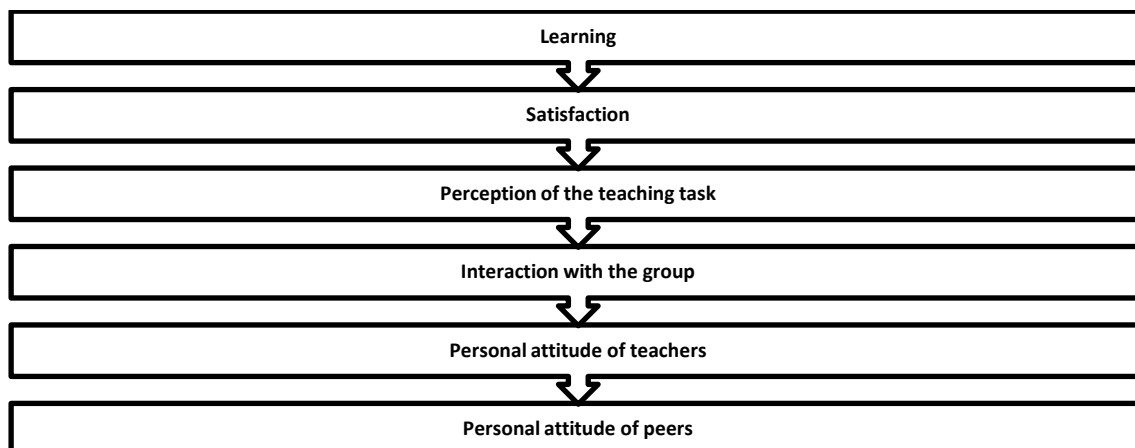 Learning
Satisfaction
Perception of the teaching task
Interaction with the group
Personal attitude of teachers
Personal attitude of peers